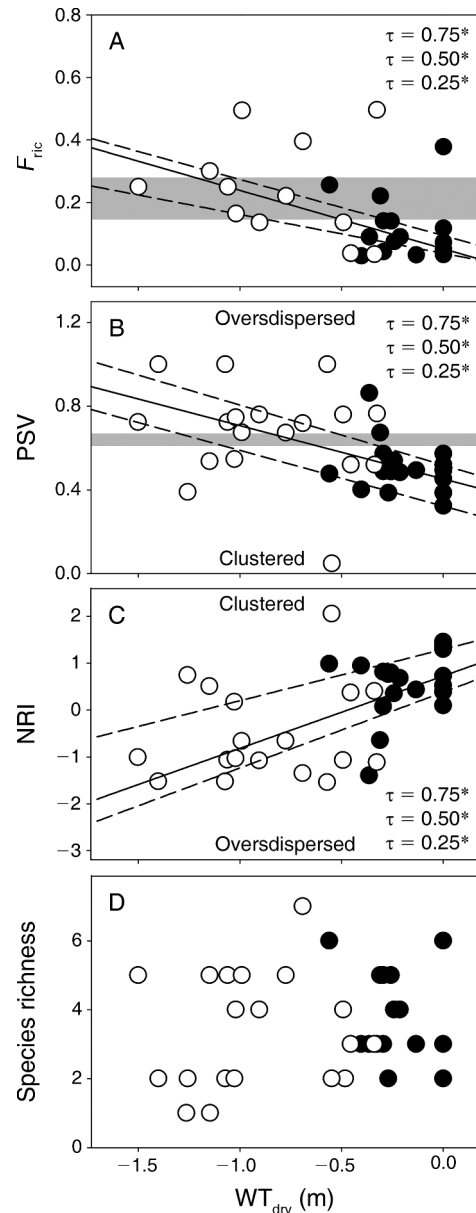 A
τ = 0.75*
τ = 0.50*
τ = 0.25*
0.8
0.6
0.4
0.2
0.0
F_ric
B
Oversdispersed
τ = 0.75*
τ = 0.50*
τ = 0.25*
1.2
0.8
0.4
0.0
PSV
Clustered
C
Clustered
2
1
0
−1
−2
−3
NRI
τ = 0.75*
τ = 0.50*
τ = 0.25*
Oversdispersed
D
6
4
2
0
Species richness
−1.5 −1.0 −0.5 0.0
WT_dry (m)